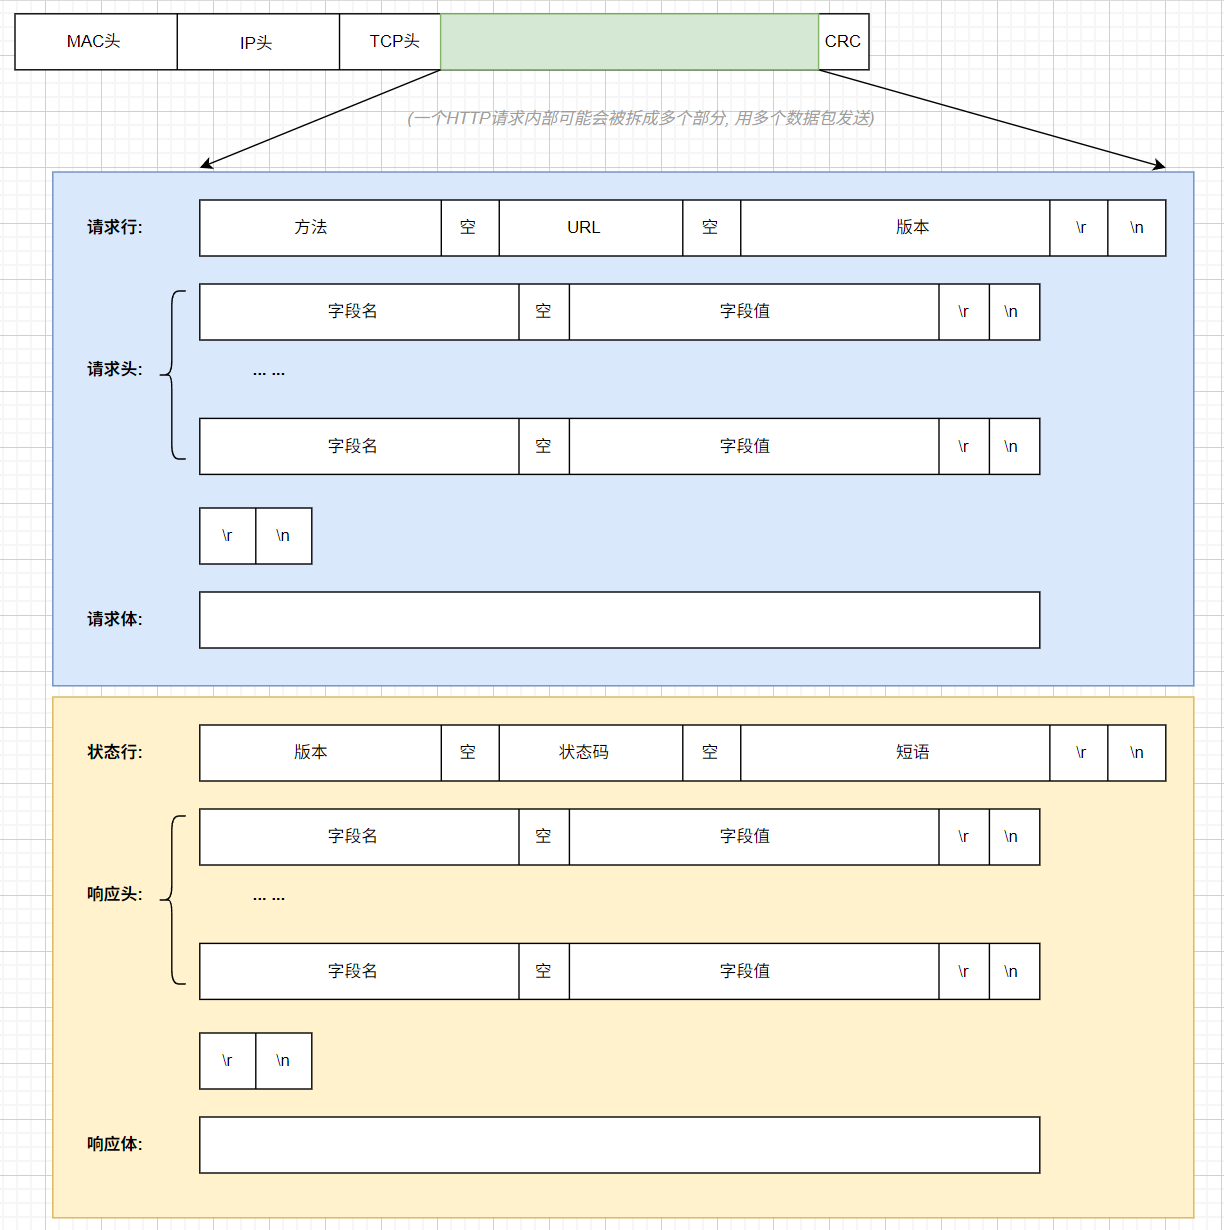 MAC头 IP头 TCP头 CRC
(一个HTTP请求内部可能会被拆成多个部分, 用多个数据包发送)
请求行: 方法 空 URL 空 版本 \r \n
字段名 空 字段值 \r \n
请求头: ... ...
字段名 空 字段值 \r \n
\r \n
请求体:
状态行: 版本 空 状态码 空 短语 \r \n
字段名 空 字段值 \r \n
响应头: ... ...
字段名 空 字段值 \r \n
\r \n
响应体: